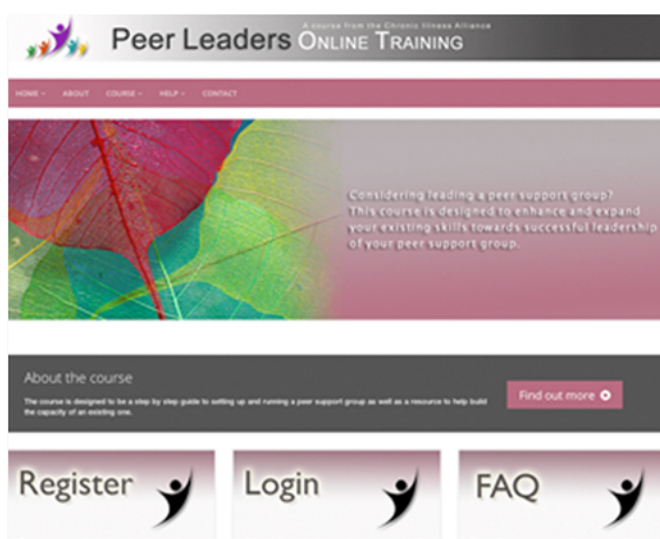 A course from the Chronic Illness Alliance
Peer Leaders ONLINE TRAINING
HOME ABOUT COURSE HELP CONTACT
Considering leading a peer support group?
This course is designed to enhance and expand
your existing skills towards successful leadership
of your peer support group.
About the course
The course is designed to be a step by step guide to setting up and running a peer support group as well as a resource to help build
the capacity of an existing one.
Find out more
Register Login FAQ